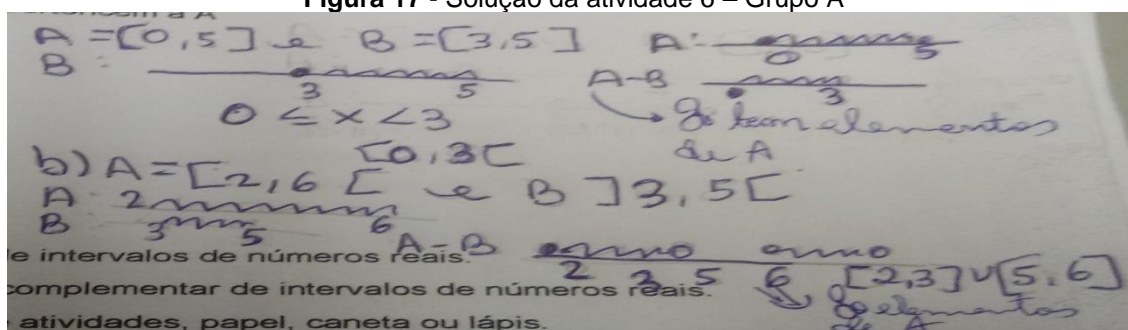 Figura 17 - Solução da atividade 6 – Grupo A
A = [0,5] e B = [3,5] A:
0 5
B:
3 5
A-B
3
0 ≤ x < 3
Só tem elementos
de A
[0,3[
b) A = [2,6[ e B ]3,5[
A 2 6
B 3 5
A-B
2 3 5 6 [2,3] ∪ [5,6]
e intervalos de números reais.
complementar de intervalos de números reais.
Só elementos
de A
atividades, papel, caneta ou lápis.